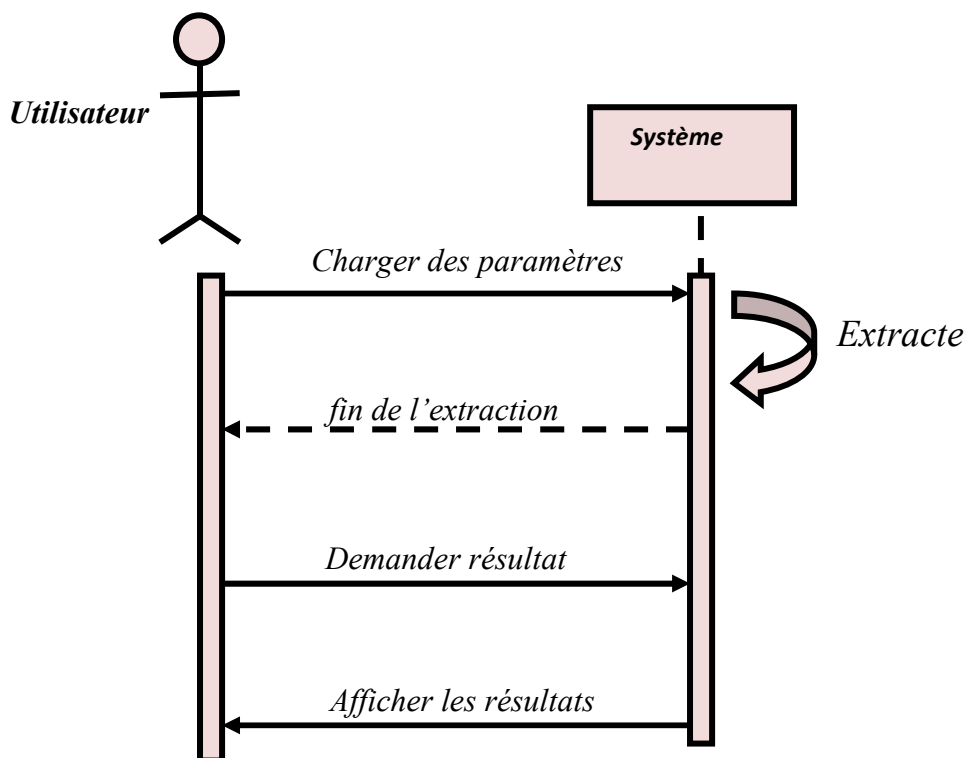 Utilisateur
Système
Charger des paramètres
Extracte
fin de l’extraction
Demander résultat
Afficher les résultats